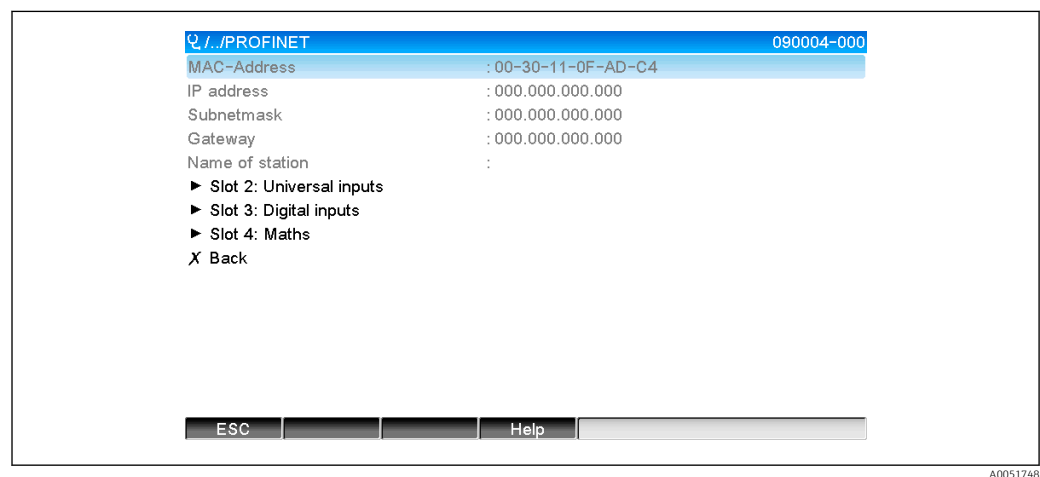 /../PROFINET 090004-000
MAC-Address : 00-30-11-0F-AD-C4
IP address : 000.000.000.000
Subnetmask : 000.000.000.000
Gateway : 000.000.000.000
Name of station :
► Slot 2: Universal inputs
► Slot 3: Digital inputs
► Slot 4: Maths
X Back
ESC Help
A0051748